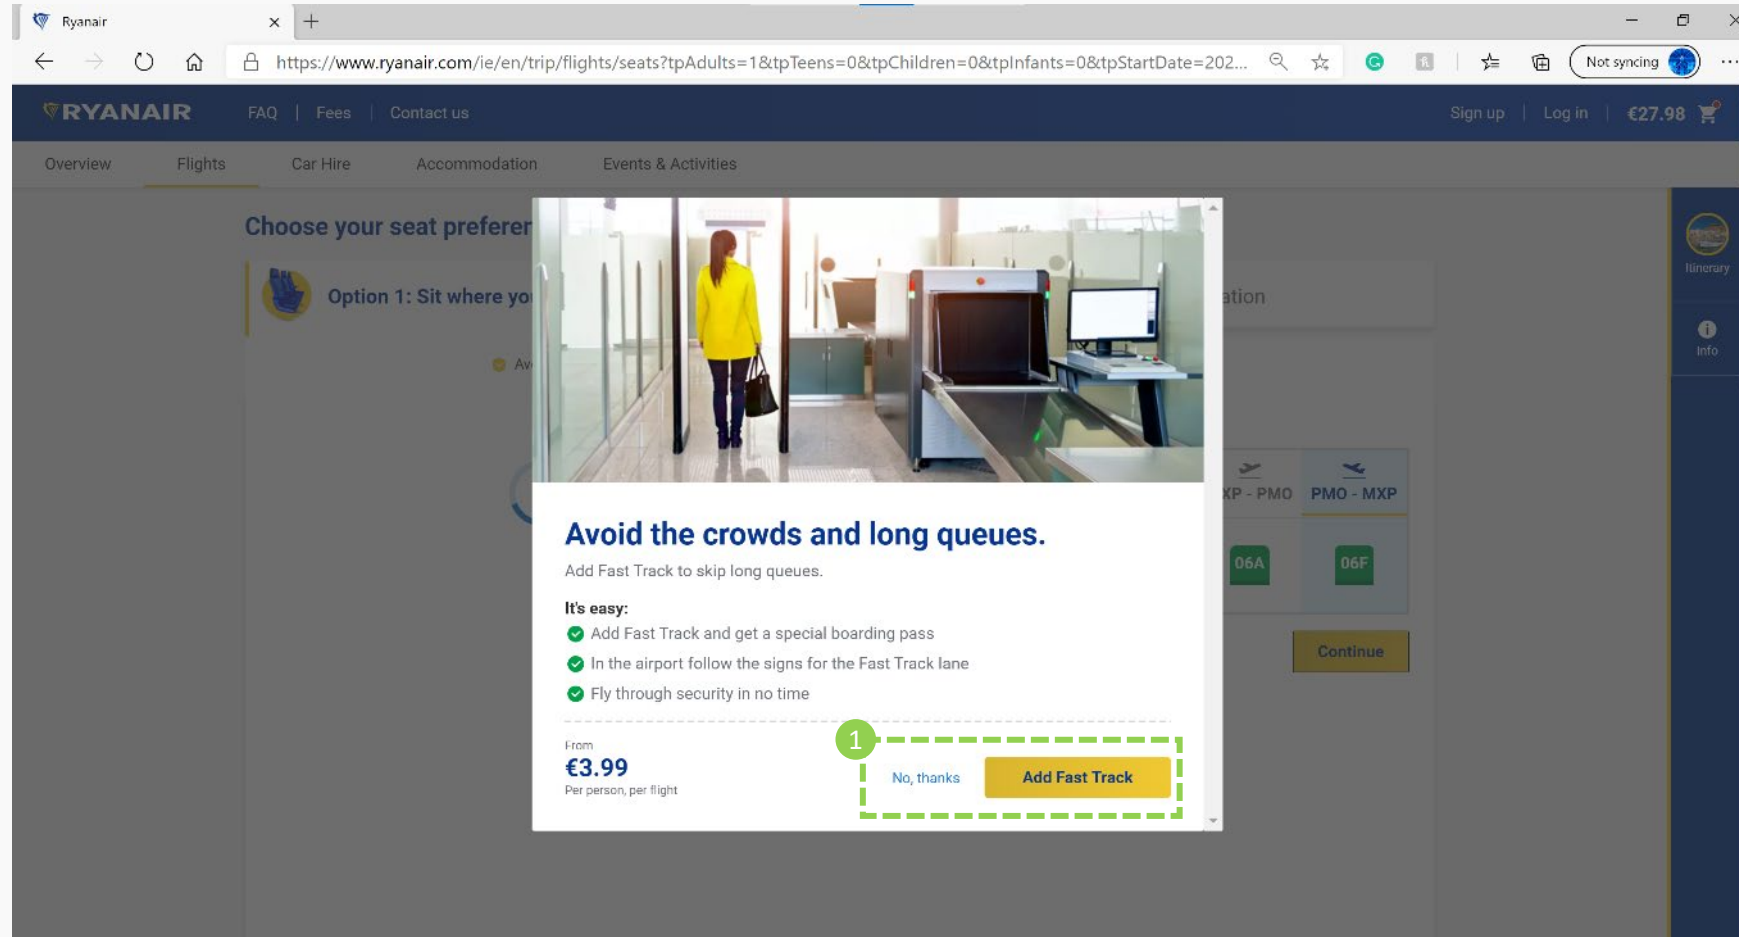 Ryanair
https://www.ryanair.com/ie/en/trip/flights/seats?tpAdults=1&tpTeens=0&tpChildren=0&tpInfants=0&tpStartDate=202...
Not syncing
RYANAIR
FAQ | Fees | Contact us
Sign up | Log in | €27.98
Overview Flights Car Hire Accommodation Events & Activities
Choose your seat preferen
Itinerary
Option 1: Sit where you
ation
Info
Av
XP - PMO PMO - MXP
Avoid the crowds and long queues.
06A 06F
Add Fast Track to skip long queues.
It's easy:
Add Fast Track and get a special boarding pass
Continue
In the airport follow the signs for the Fast Track lane
Fly through security in no time
1
From
€3.99
Per person, per flight
No, thanks
Add Fast Track